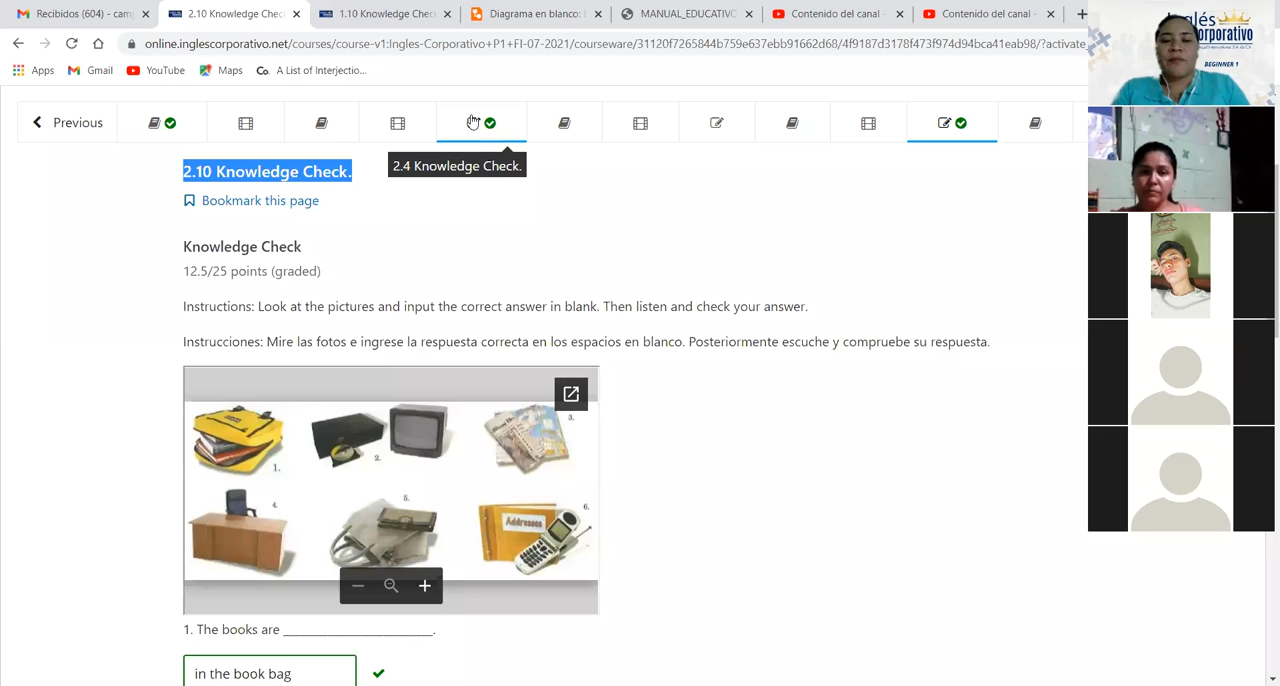 Recibidos (604) - cam
2.10 Knowledge Chec
1.10 Knowledge Chec
Diagrama en blanco:
MANUAL_EDUCATIVO
Contenido del canal -
Contenido del canal -
online.inglescorporativo.net/courses/course-v1:Ingles-Corporativo+P1+FI-07-2021/courseware/31120f7265844b759e637ebb91662d68/4f9187d3178f473f974d94bca41eab98/?activate_
Apps
Gmail
YouTube
Maps
Co.
A List of Interjectio...
Inglés
Corporativo
BEGINNER 1
Previous
2.4 Knowledge Check.
2.10 Knowledge Check.
Bookmark this page
Knowledge Check
12.5/25 points (graded)
Instructions: Look at the pictures and input the correct answer in blank. Then listen and check your answer.
Instrucciones: Mire las fotos e ingrese la respuesta correcta en los espacios en blanco. Posteriormente escuche y compruebe su respuesta.
1.
2.
3.
4.
5.
6.
Addresses
1. The books are ________________________.
in the book bag